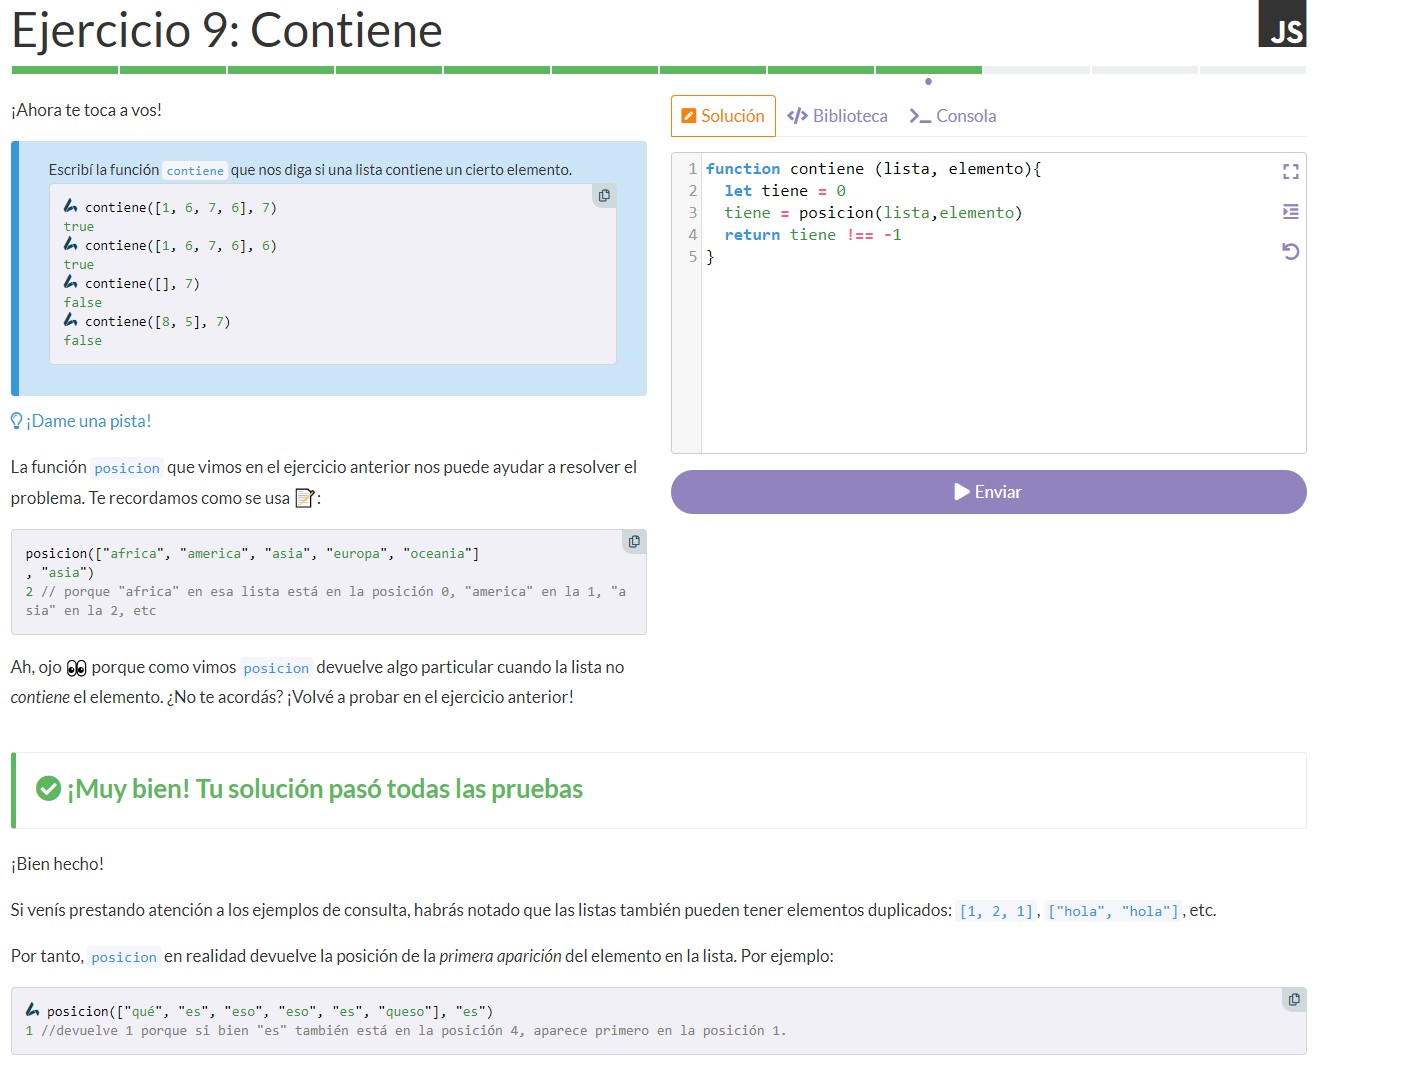 Ejercicio 9: Contiene
JS
¡Ahora te toca a vos!
Escribí la función contiene que nos diga si una lista contiene un cierto elemento.
contiene([1, 6, 7, 6], 7)
true
contiene([1, 6, 7, 6], 6)
true
contiene([], 7)
false
contiene([8, 5], 7)
false
¡Dame una pista!
La función posicion que vimos en el ejercicio anterior nos puede ayudar a resolver el
problema. Te recordamos como se usa 📝:
posicion(["africa", "america", "asia", "europa", "oceania"]
, "asia")
2 // porque "africa" en esa lista está en la posición 0, "america" en la 1, "a
sia" en la 2, etc
Ah, ojo 👀 porque como vimos posicion devuelve algo particular cuando la lista no
contiene el elemento. ¿No te acordás? ¡Volvé a probar en el ejercicio anterior!
Solución </> Biblioteca >_ Consola
1 function contiene (lista, elemento){
2   let tiene = 0
3   tiene = posicion(lista,elemento)
4   return tiene !== -1
5 }
Enviar
¡Muy bien! Tu solución pasó todas las pruebas
¡Bien hecho!
Si venís prestando atención a los ejemplos de consulta, habrás notado que las listas también pueden tener elementos duplicados: [1, 2, 1], ["hola", "hola"], etc.
Por tanto, posicion en realidad devuelve la posición de la primera aparición del elemento en la lista. Por ejemplo:
posicion(["qué", "es", "eso", "eso", "es", "queso"], "es")
1 //devuelve 1 porque si bien "es" también está en la posición 4, aparece primero en la posición 1.